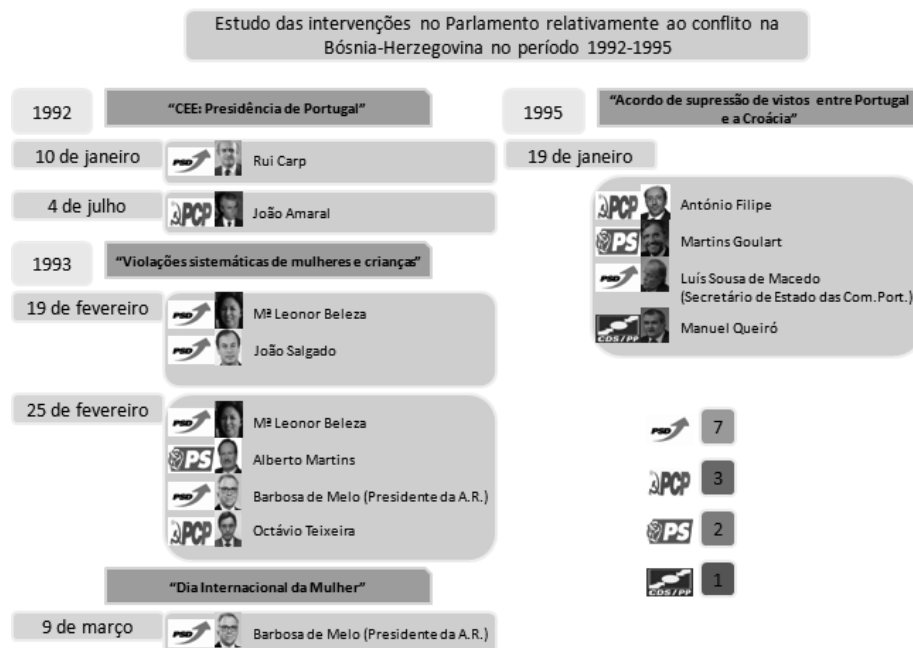 Estudo das intervenções no Parlamento relativamente ao conflito na
Bósnia-Herzegovina no período 1992-1995
1992
"CEE: Presidência de Portugal"
10 de janeiro
PSD
Rui Carp
4 de julho
PCP
João Amaral
1993
"Violações sistemáticas de mulheres e crianças"
19 de fevereiro
PSD
Mª Leonor Beleza
PSD
João Salgado
25 de fevereiro
PSD
Mª Leonor Beleza
PS
Alberto Martins
PSD
Barbosa de Melo (Presidente da A.R.)
PCP
Octávio Teixeira
"Dia Internacional da Mulher"
9 de março
PSD
Barbosa de Melo (Presidente da A.R.)
1995
"Acordo de supressão de vistos entre Portugal
e a Croácia"
19 de janeiro
PCP
António Filipe
PS
Martins Goulart
PSD
Luís Sousa de Macedo
(Secretário de Estado das Com. Port.)
CDS/PP
Manuel Queiró
PSD
7
PCP
3
PS
2
CDS/PP
1